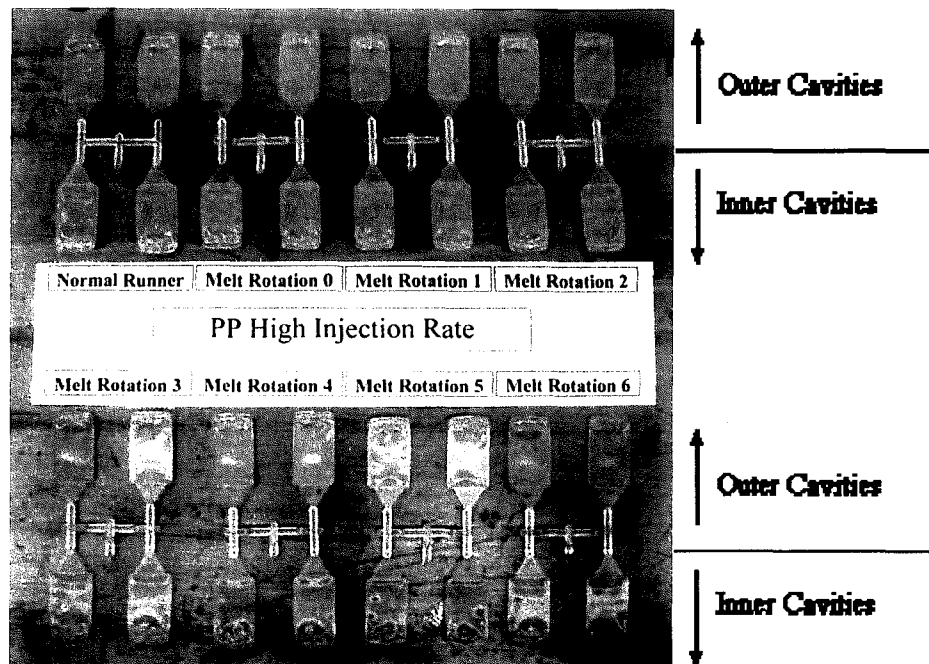 Outer Cavities
Inner Cavities
Normal Runner Melt Rotation 0 Melt Rotation 1 Melt Rotation 2
PP High Injection Rate
Melt Rotation 3 Melt Rotation 4 Melt Rotation 5 Melt Rotation 6
Outer Cavities
Inner Cavities